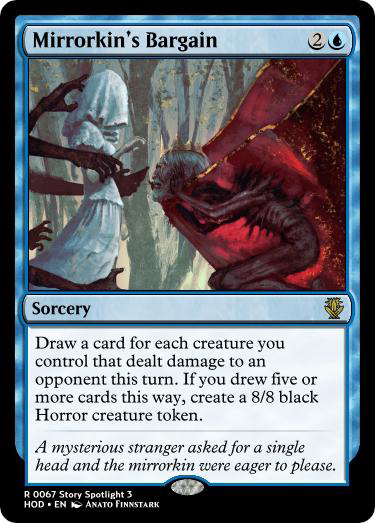 Mirrorkin's Bargain 2
Sorcery
Draw a card for each creature you
control that dealt damage to an
opponent this turn. If you drew five or
more cards this way, create a 8/8 black
Horror creature token.
A mysterious stranger asked for a single
head and the mirrorkin were eager to please.
R 0067 Story Spotlight 3
HOD • EN Anato Finnstark